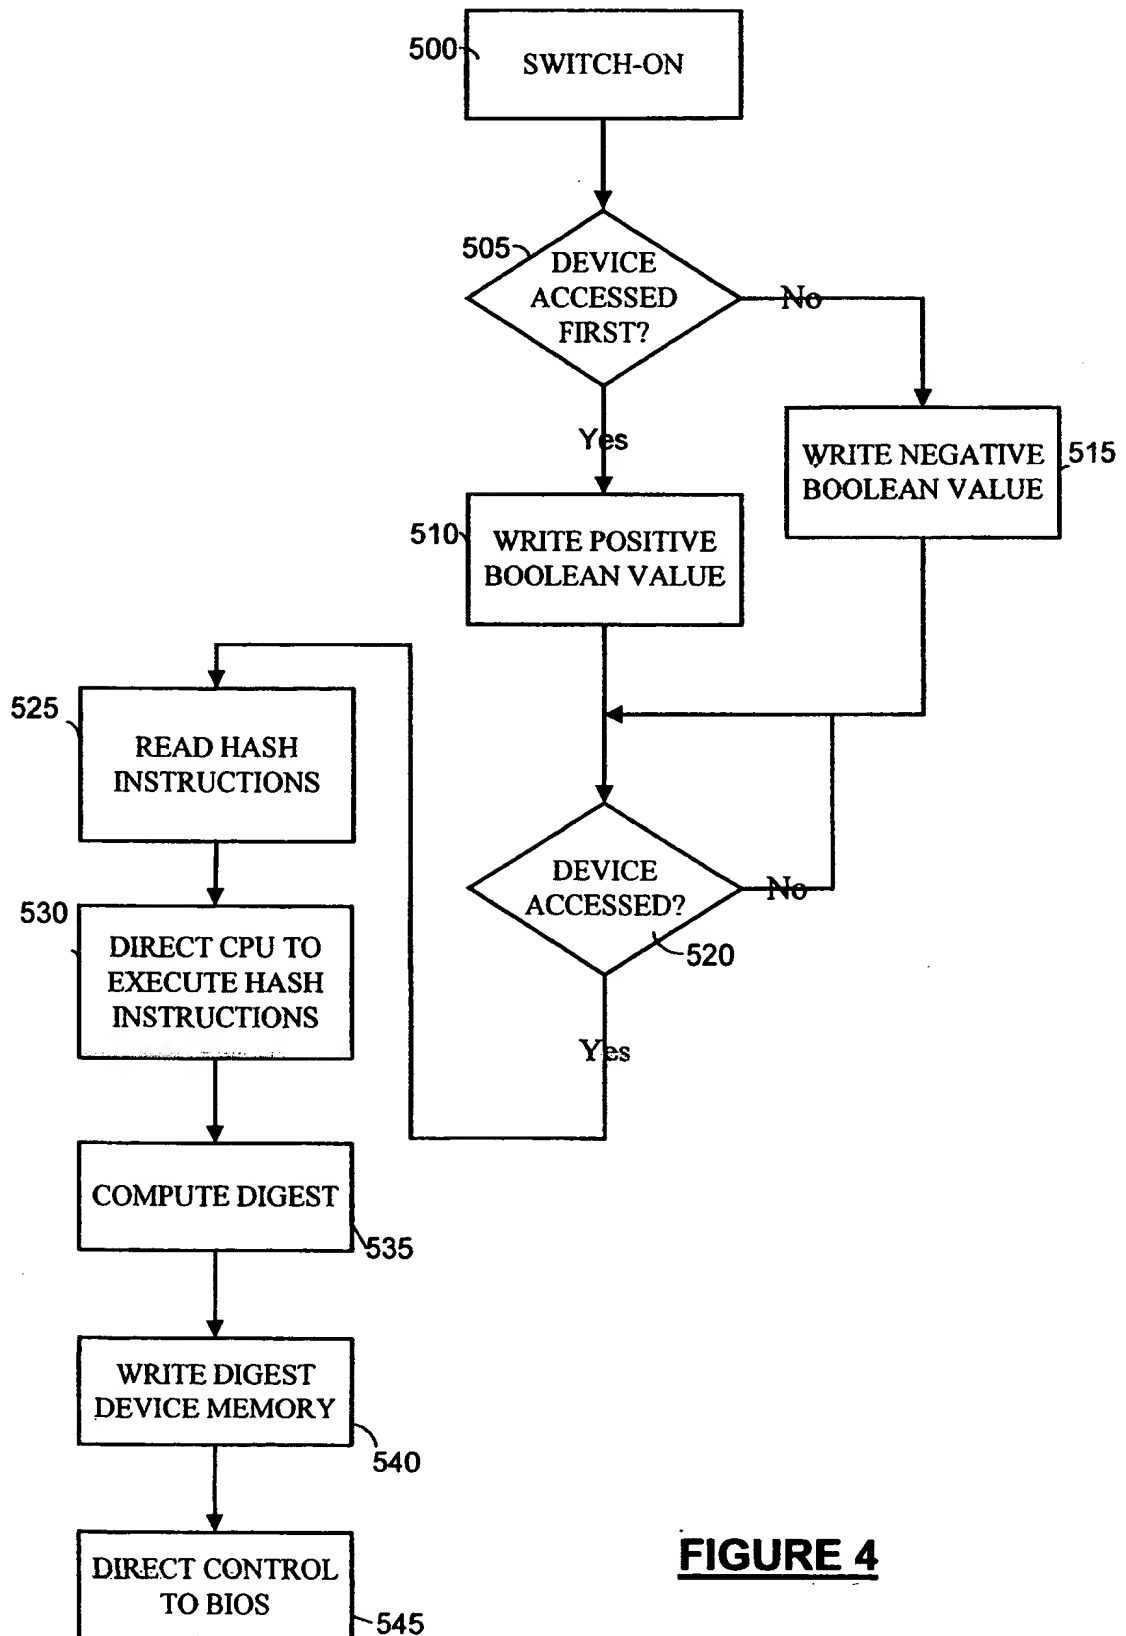 500
SWITCH-ON
505
DEVICE
ACCESSED
FIRST?
No
Yes
WRITE NEGATIVE
BOOLEAN VALUE
515
510
WRITE POSITIVE
BOOLEAN VALUE
525
READ HASH
INSTRUCTIONS
DEVICE
ACCESSED?
No
520
530
DIRECT CPU TO
EXECUTE HASH
INSTRUCTIONS
Yes
COMPUTE DIGEST
535
WRITE DIGEST
DEVICE MEMORY
540
DIRECT CONTROL
TO BIOS
545
FIGURE 4